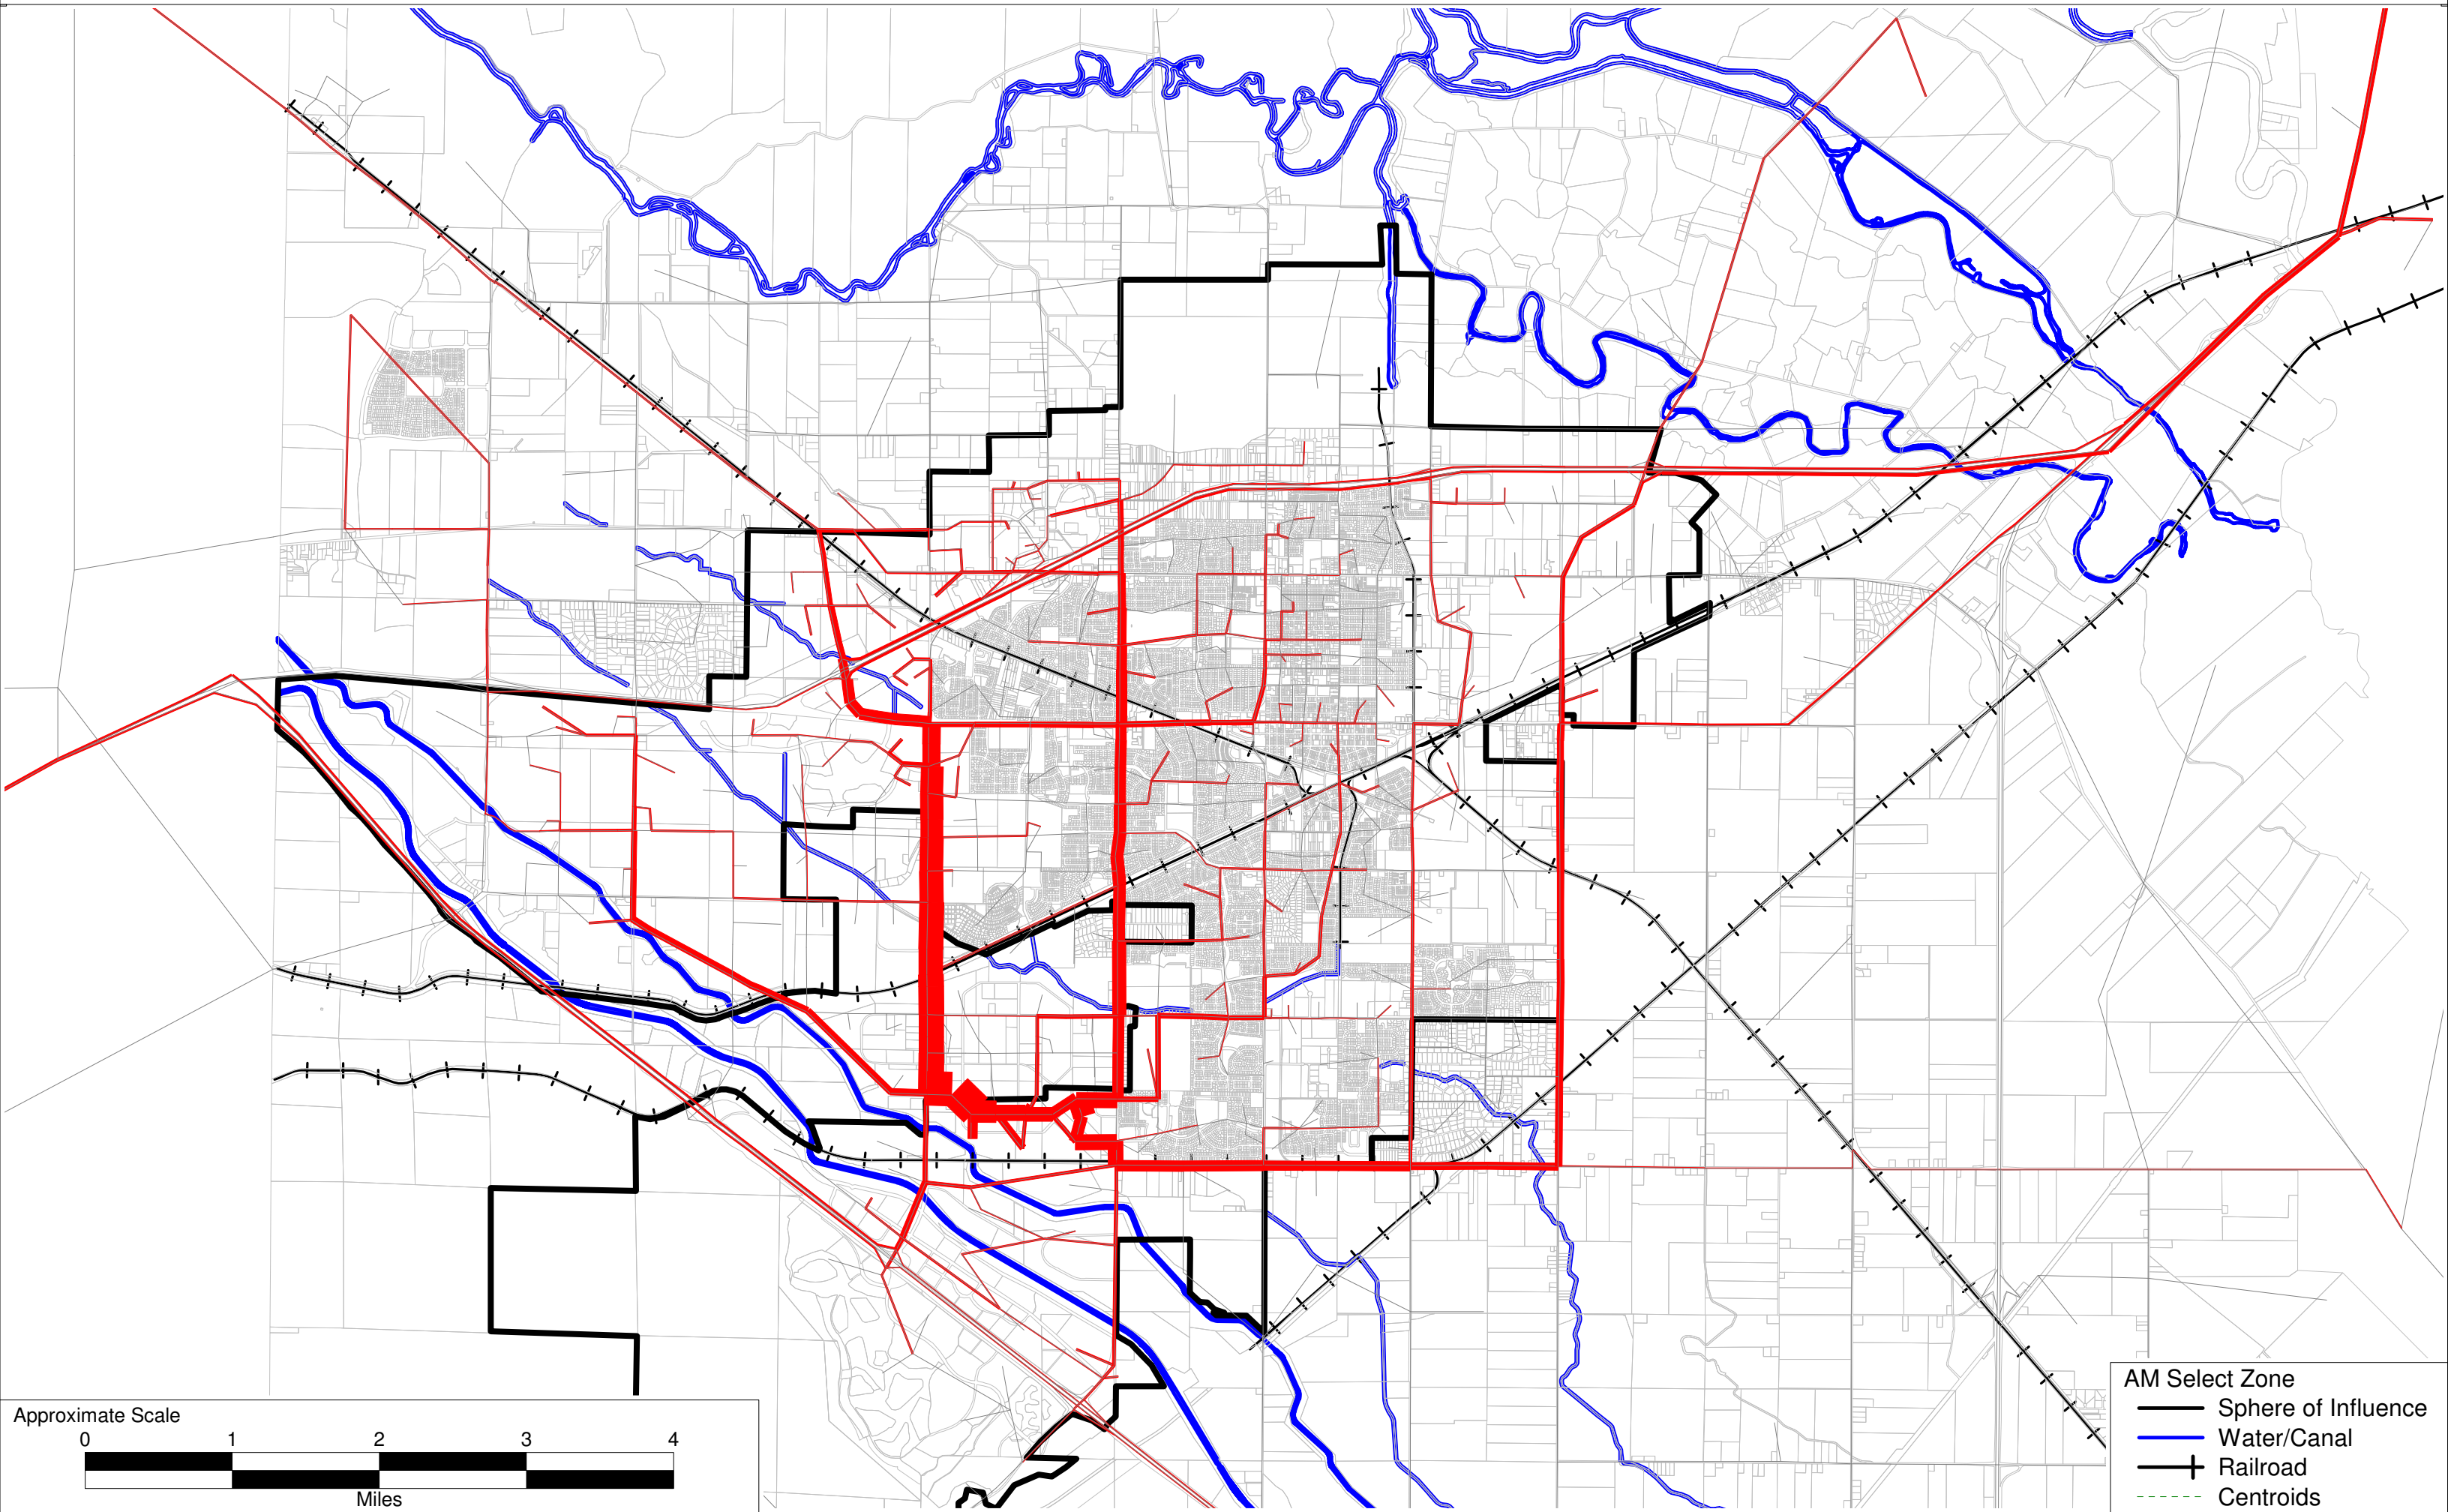 Approximate Scale
0 1 2 3 4
Miles
AM Select Zone
Sphere of Influence
Water/Canal
Railroad
Centroids